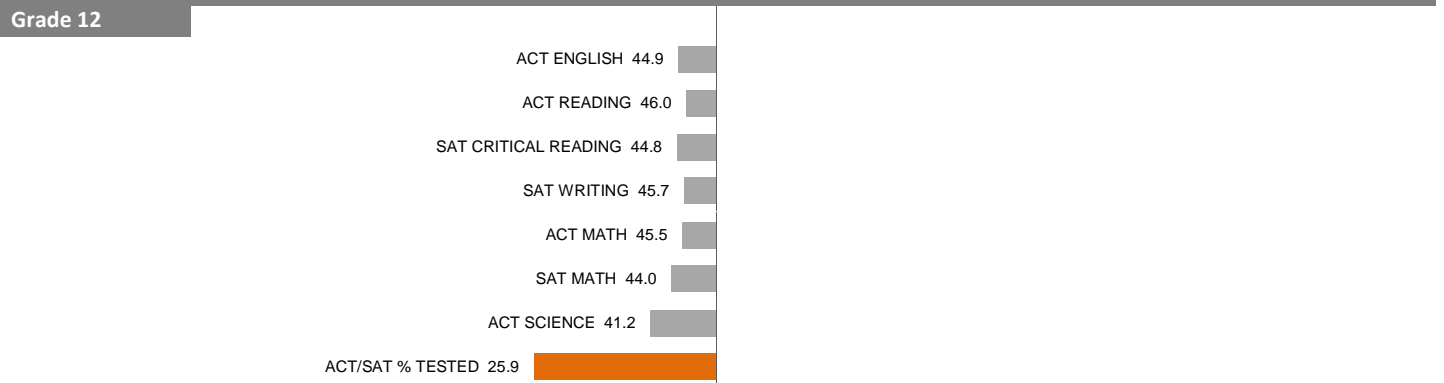 Grade 12
ACT ENGLISH 44.9
ACT READING 46.0
SAT CRITICAL READING 44.8
SAT WRITING 45.7
ACT MATH 45.5
SAT MATH 44.0
ACT SCIENCE 41.2
ACT/SAT % TESTED 25.9